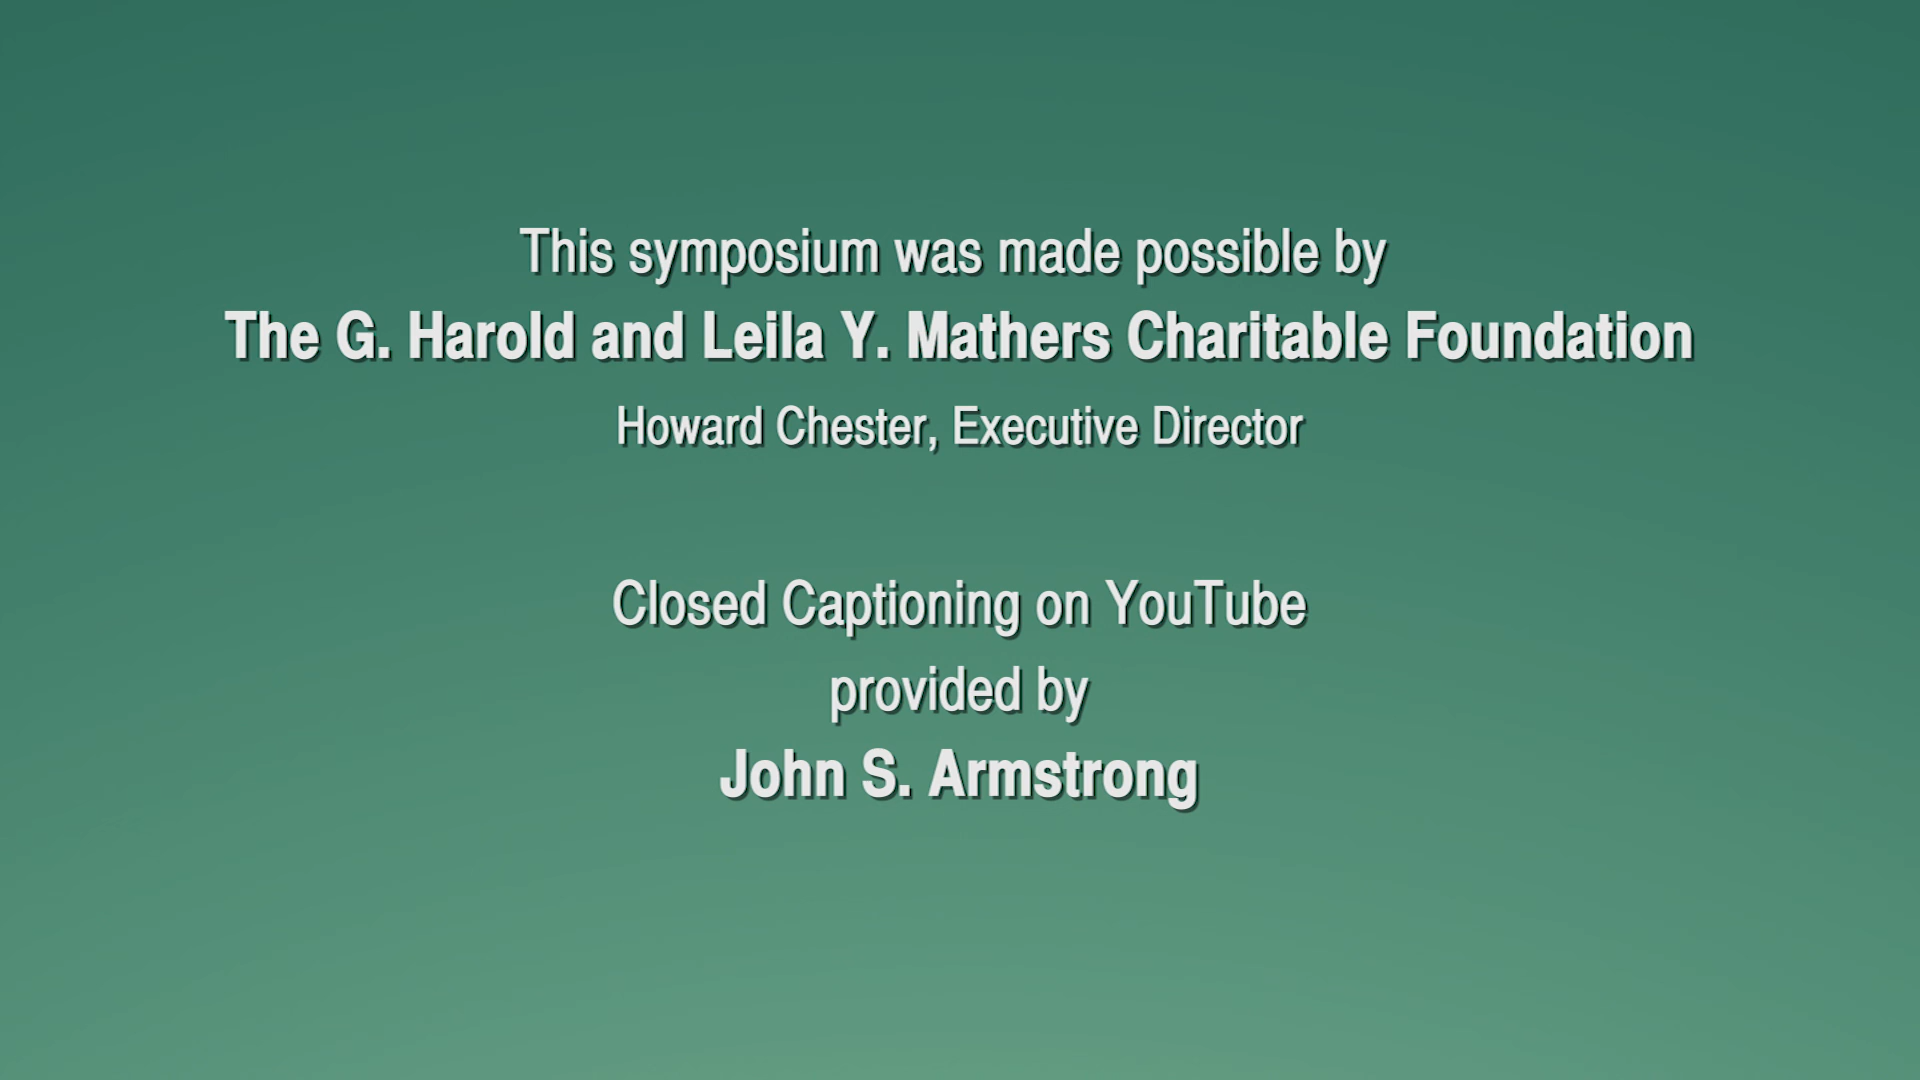 This symposium was made possible by
The G. Harold and Leila Y. Mathers Charitable Foundation
Howard Chester, Executive Director
Closed Captioning on YouTube
provided by
John S. Armstrong